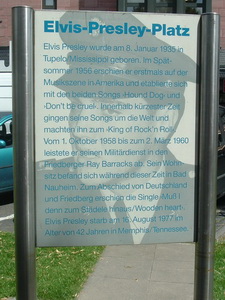 Elvis-Presley-Platz
Elvis Presley wurde am 8. Januar 1935 in
Tupelo/Mississippi geboren. Im Spät-
sommer 1956 erschien er erstmals auf der
Musikszene in Amerika und etablierte sich
mit den beiden Song ›Hound Dog‹ und
›Don't be cruel‹. Innerhalb kürzester Zeit
gingen seine Songs um die Welt und
machten ihn zum ›King of Rock'n Roll‹.
Vom 1. Oktober 1958 bis zum 2. März 1960
leistete er seinen Militärdienst in den
Friedberger Ray Barracks ab. Sein Wohn-
sitz befand sich während dieser Zeit in Bad
Nauheim. Zum Abschied von Deutschland
und Friedberg erschien die Single ›Muß i
denn zum Städele hinaus/Wooden heart‹.
Elvis Presley starb am 16. August 1977 im
Alter von 42 Jahren in Memphis/Tennessee.